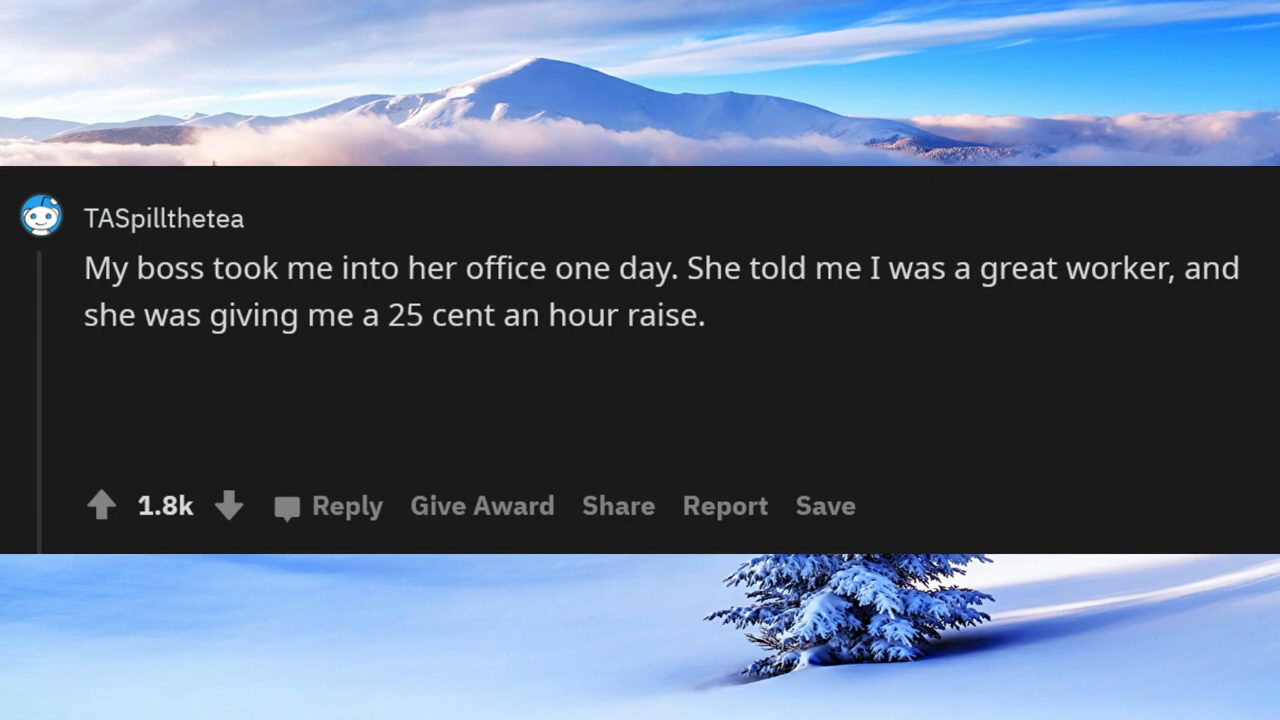 TASpillthetea
My boss took me into her office one day. She told me I was a great worker, and
she was giving me a 25 cent an hour raise.
1.8k Reply Give Award Share Report Save